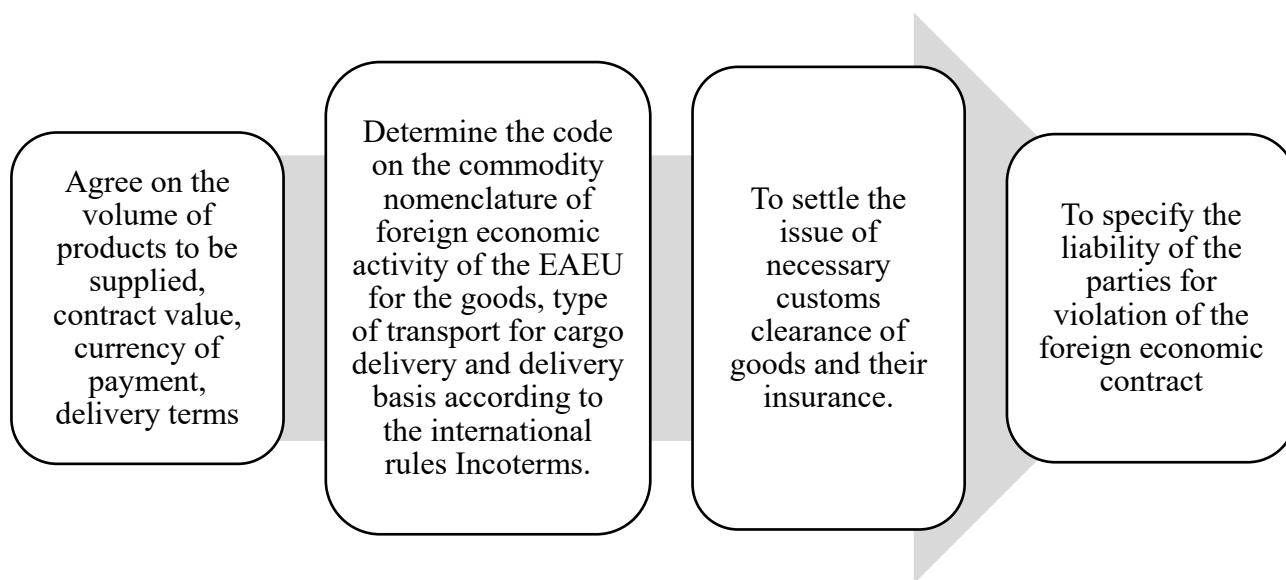 Agree on the
volume of
products to be
supplied,
contract value,
currency of
payment,
delivery terms
Determine the code
on the commodity
nomenclature of
foreign economic
activity of the EAEU
for the goods, type
of transport for cargo
delivery and delivery
basis according to
the international
rules Incoterms.
To settle the
issue of
necessary
customs
clearance of
goods and their
insurance.
To specify the
liability of the
parties for
violation of the
foreign economic
contract